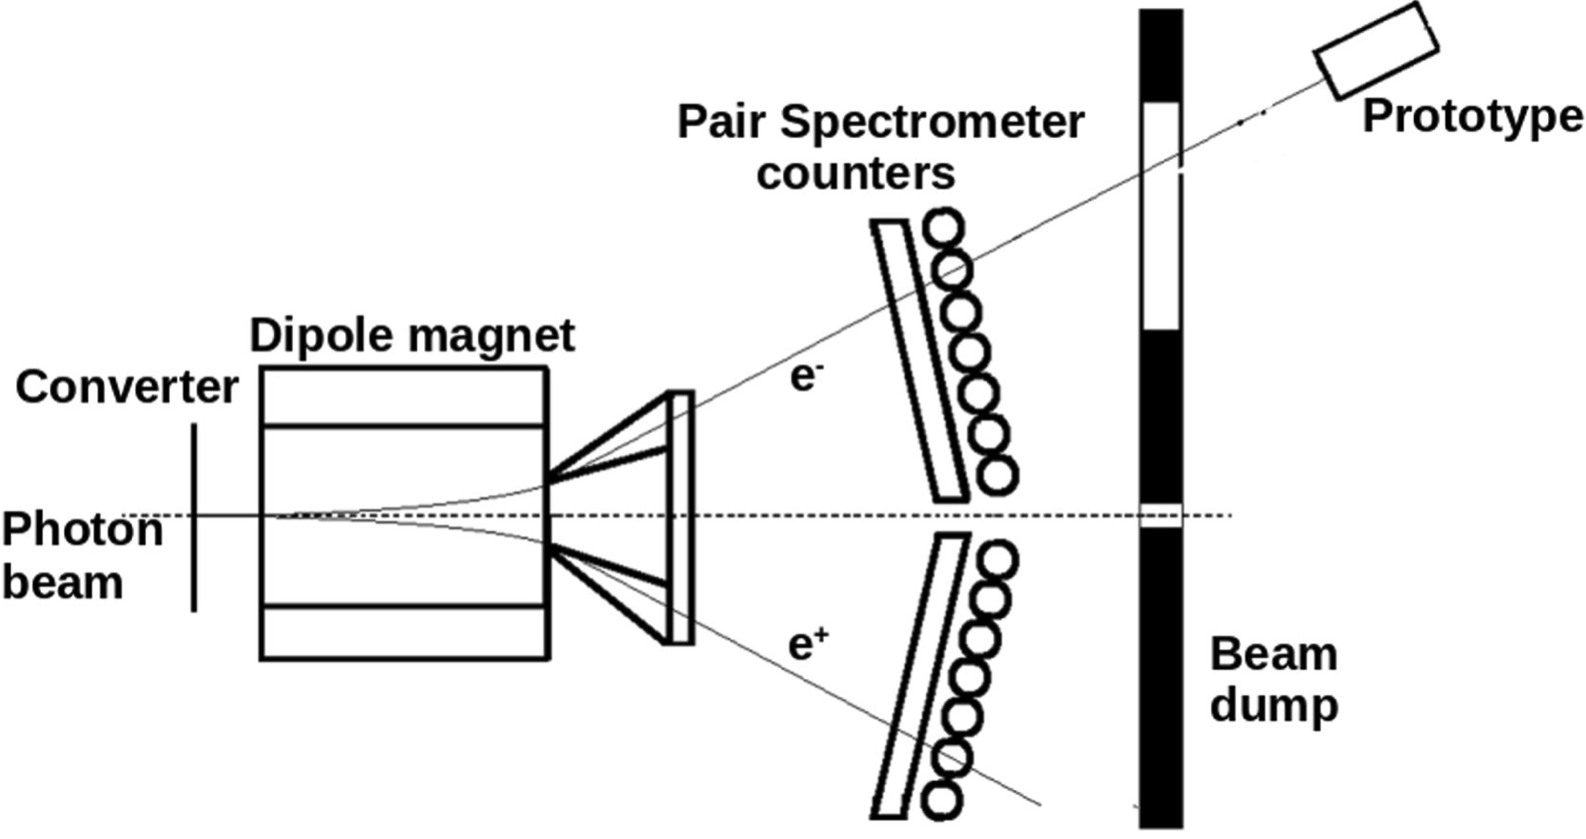 Pair Spectrometer
counters
Prototype
Dipole magnet
Converter
e-
Photon
beam
e+
Beam
dump